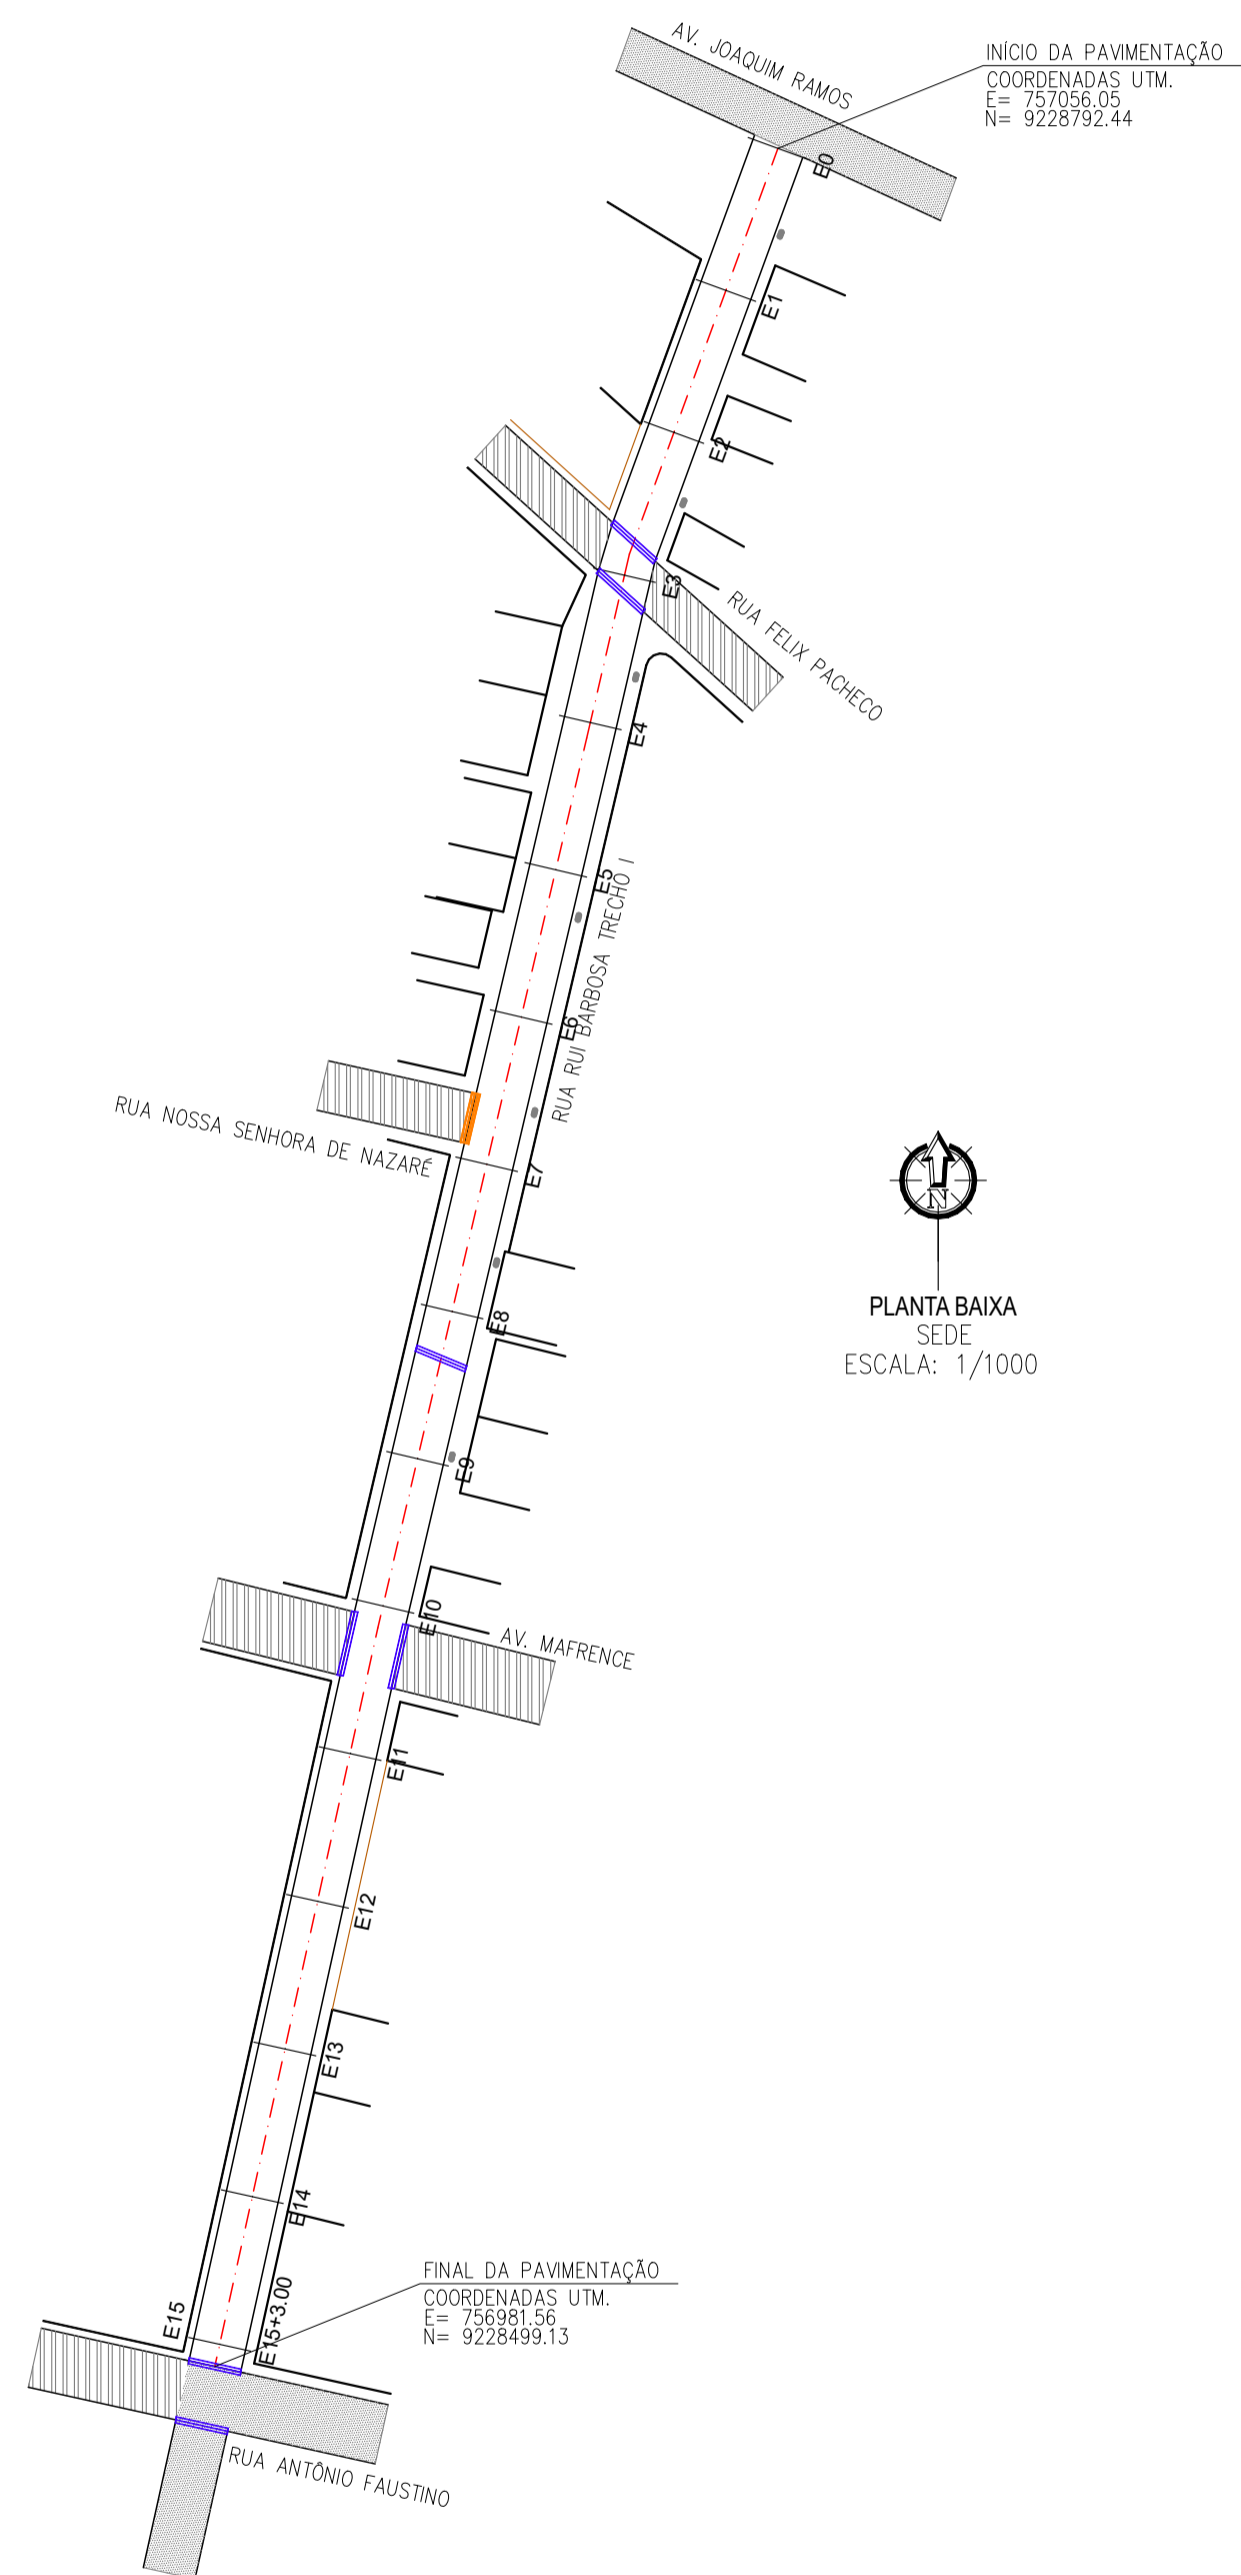 AV. JOAQUIM RAMOS
INÍCIO DA PAVIMENTAÇÃO
COORDENADAS UTM.
E= 757056.05
N= 9228792.44
E0
E1
E2
E3
RUA FELIX PACHECO
E4
E5
RUA RUI BARBOSA TRECHO I
E6
RUA NOSSA SENHORA DE NAZARÉ
E7
N
PLANTA BAIXA
SEDE
ESCALA: 1/1000
E8
E9
E10
AV. MAFRENCE
E11
E12
E13
E14
FINAL DA PAVIMENTAÇÃO
COORDENADAS UTM.
E= 756981.56
N= 9228499.13
E15
E15+3.00
RUA ANTÔNIO FAUSTINO